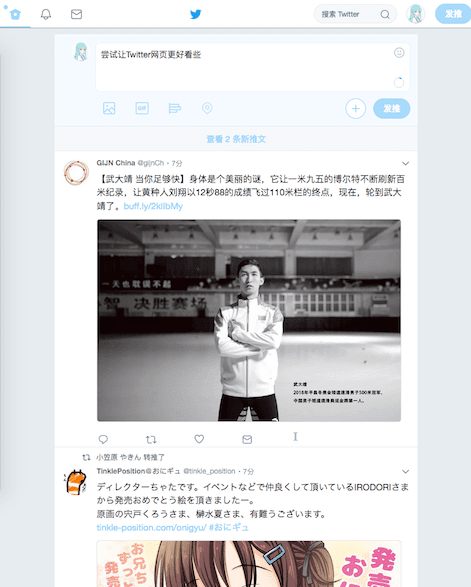 搜索 Twitter
发推
尝试让Twitter网页更好看些
GIF
发推
查看 2 条新推文
GIJN China @gijnCh · 7分
【武大靖 当你足够快】身体是个美丽的谜，它让一米九五的博尔特不断刷新百
米纪录，让黄种人刘翔以12秒88的成绩飞过110米栏的终点，现在，轮到武大
靖了。buff.ly/2kIlbMy
一天也耽误不起
智 决胜赛场
武大靖
2018年平昌冬奥会短道速滑男子500米冠军，
中国男子短道速滑奥运金牌第一人。
小笠原 やきん 转推了
TinklePosition@おにギュ @tinkle_position · 7分
ディレクターちゃたです。イベントなどで仲良くして頂いているIRODORIさま
から発売おめでとう絵を頂きましたー。
原画の宍戸くろうさま、榊水夏さま、有難うございます。
tinkle-position.com/onigyu/ #おにギュ
お兄ち
ずっと
発売
発売